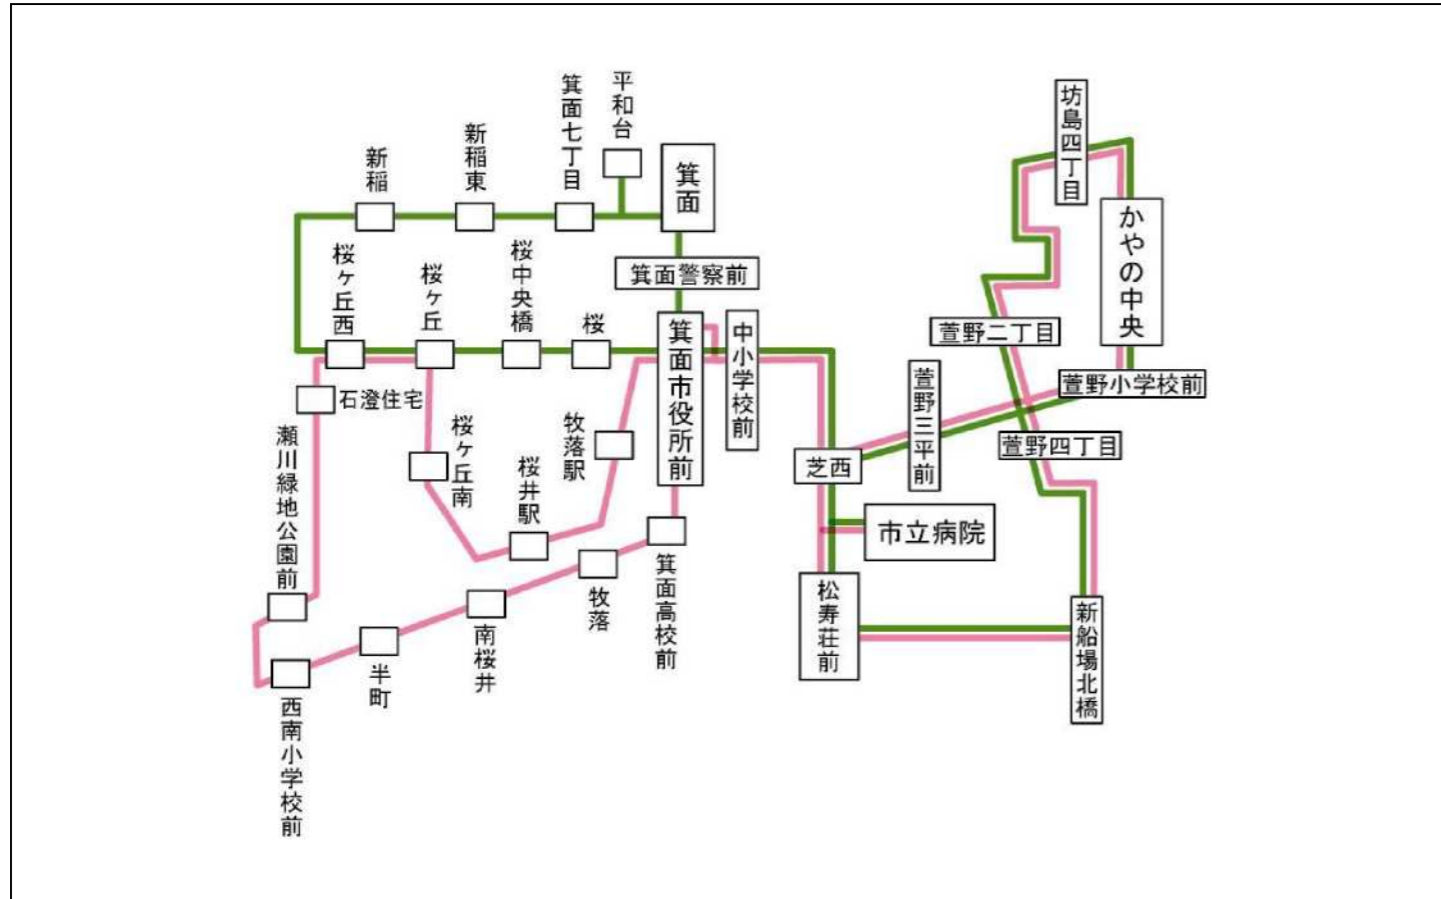 平和台
箕面七丁目
新稲東
新稲
箕面
坊島四丁目
かやの中央
箕面警察前
桜ヶ丘西
桜ヶ丘
桜中央橋
桜
箕面市役所前
中小学校前
萱野二丁目
萱野三平前
萱野小学校前
石澄住宅
瀬川緑地公園前
桜ヶ丘南
桜井駅
牧落駅
芝西
萱野四丁目
市立病院
箕面高校前
牧落
南桜井
半町
西南小学校前
松寿荘前
新船場北橋